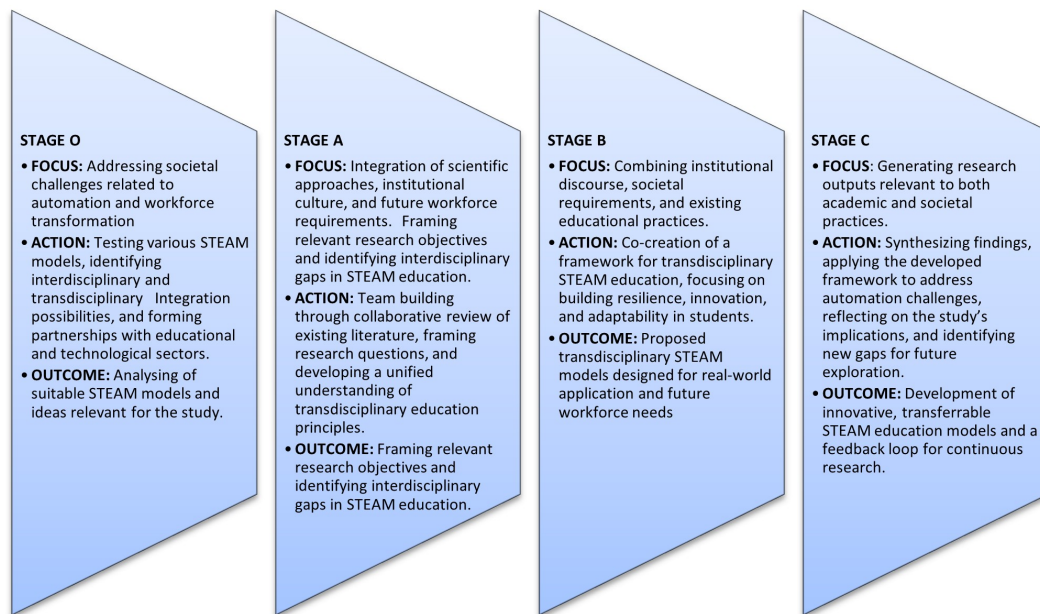 STAGE O
• FOCUS: Addressing societal
challenges related to
automation and workforce
transformation
• ACTION: Testing various STEAM
models, identifying
interdisciplinary and
transdisciplinary Integration
possibilities, and forming
partnerships with educational
and technological sectors.
• OUTCOME: Analysing of
suitable STEAM models and
ideas relevant for the study.
STAGE A
• FOCUS: Integration of scientific
approaches, institutional
culture, and future workforce
requirements. Framing
relevant research objectives
and identifying interdisciplinary
gaps in STEAM education.
• ACTION: Team building
through collaborative review of
existing literature, framing
research questions, and
developing a unified
understanding of
transdisciplinary education
principles.
• OUTCOME: Framing relevant
research objectives and
identifying interdisciplinary
gaps in STEAM education.
STAGE B
• FOCUS: Combining institutional
discourse, societal
requirements, and existing
educational practices.
• ACTION: Co-creation of a
framework for transdisciplinary
STEAM education, focusing on
building resilience, innovation,
and adaptability in students.
• OUTCOME: Proposed
transdisciplinary STEAM
models designed for real-world
application and future
workforce needs
STAGE C
• FOCUS: Generating research
outputs relevant to both
academic and societal
practices.
• ACTION: Synthesizing findings,
applying the developed
framework to address
automation challenges,
reflecting on the study's
implications, and identifying
new gaps for future
exploration.
• OUTCOME: Development of
innovative, transferrable
STEAM education models and a
feedback loop for continuous
research.